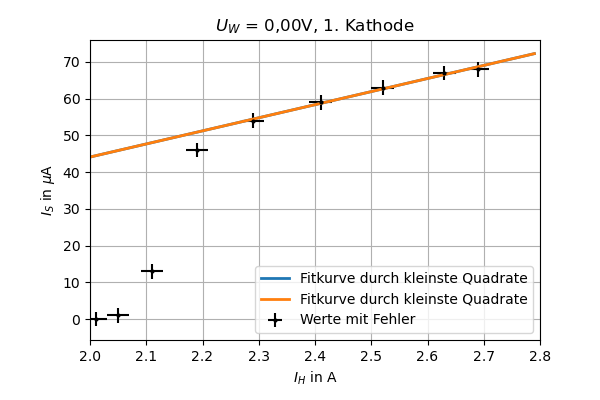 U_W = 0,00V, 1. Kathode
70
60
50
40
30
20
10
0
I_S in μA
Fitkurve durch kleinste Quadrate
Fitkurve durch kleinste Quadrate
Werte mit Fehler
2.0 2.1 2.2 2.3 2.4 2.5 2.6 2.7 2.8
I_H in A